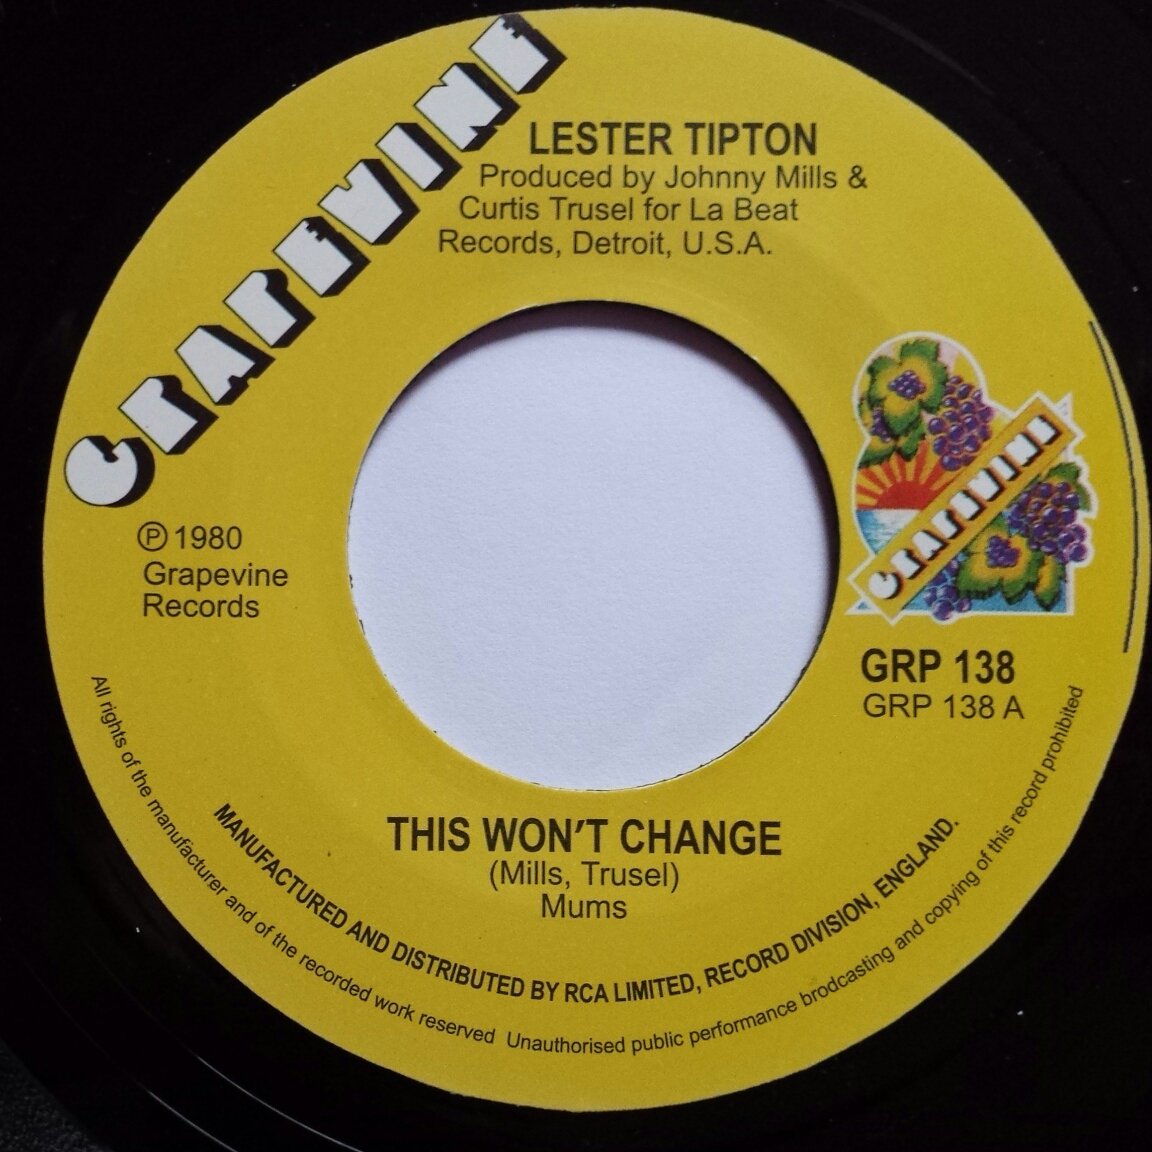 GRAPEVINE
LESTER TIPTON
Produced by Johnny Mills &
Curtis Trusel for La Beat
Records, Detroit, U.S.A.
℗ 1980
Grapevine
Records
GRAPEVINE
GRP 138
GRP 138 A
THIS WON'T CHANGE
(Mills, Trusel)
Mums
MANUFACTURED AND DISTRIBUTED BY RCA LIMITED, RECORD DIVISION, ENGLAND.
All rights of the manufacturer and of the recorded work reserved Unauthorised public performance brodcasting and copying of this record prohibited